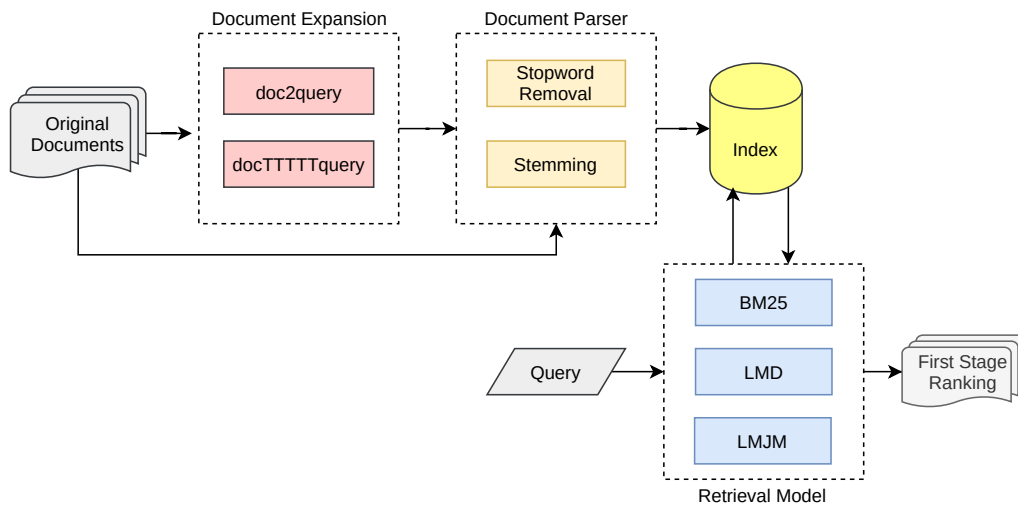 Document Expansion
Document Parser
doc2query
docTTTTTquery
Stopword
Removal
Stemming
Original
Documents
Index
BM25
LMD
LMJM
Query
First Stage
Ranking
Retrieval Model